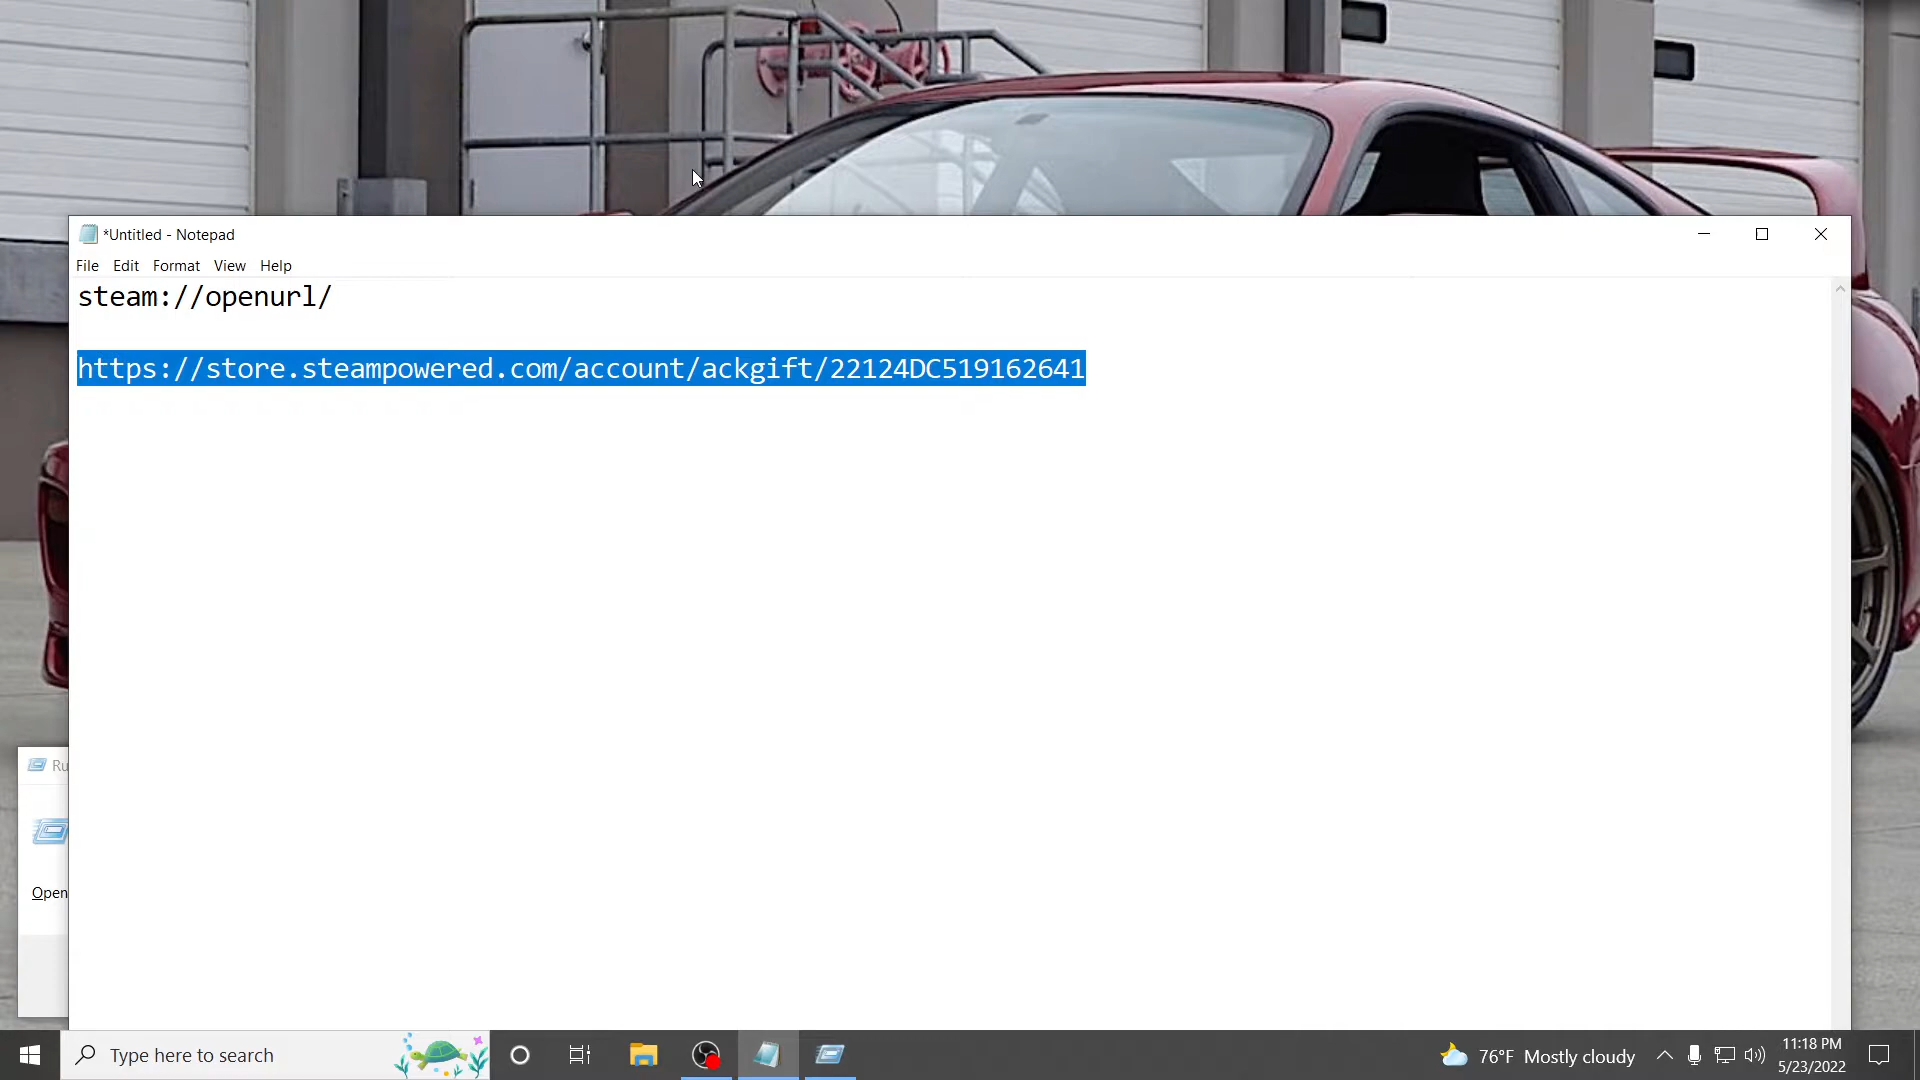 *Untitled - Notepad
File Edit Format View Help
steam://openurl/
https://store.steampowered.com/account/ackgift/22124DC519162641
Ru
Open
Type here to search
76°F Mostly cloudy
11:18 PM
5/23/2022